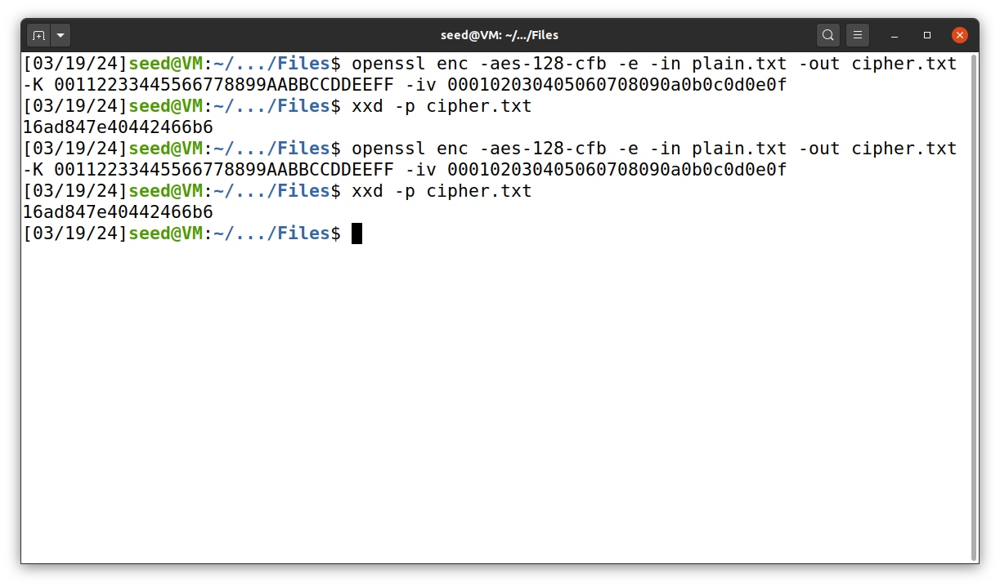 seed@VM: ~/.../Files
[03/19/24]seed@VM:~/.../Files$ openssl enc -aes-128-cfb -e -in plain.txt -out cipher.txt
-K 00112233445566778899AABBCCDDEEFF -iv 000102030405060708090a0b0c0d0e0f
[03/19/24]seed@VM:~/.../Files$ xxd -p cipher.txt
16ad847e40442466b6
[03/19/24]seed@VM:~/.../Files$ openssl enc -aes-128-cfb -e -in plain.txt -out cipher.txt
-K 00112233445566778899AABBCCDDEEFF -iv 000102030405060708090a0b0c0d0e0f
[03/19/24]seed@VM:~/.../Files$ xxd -p cipher.txt
16ad847e40442466b6
[03/19/24]seed@VM:~/.../Files$